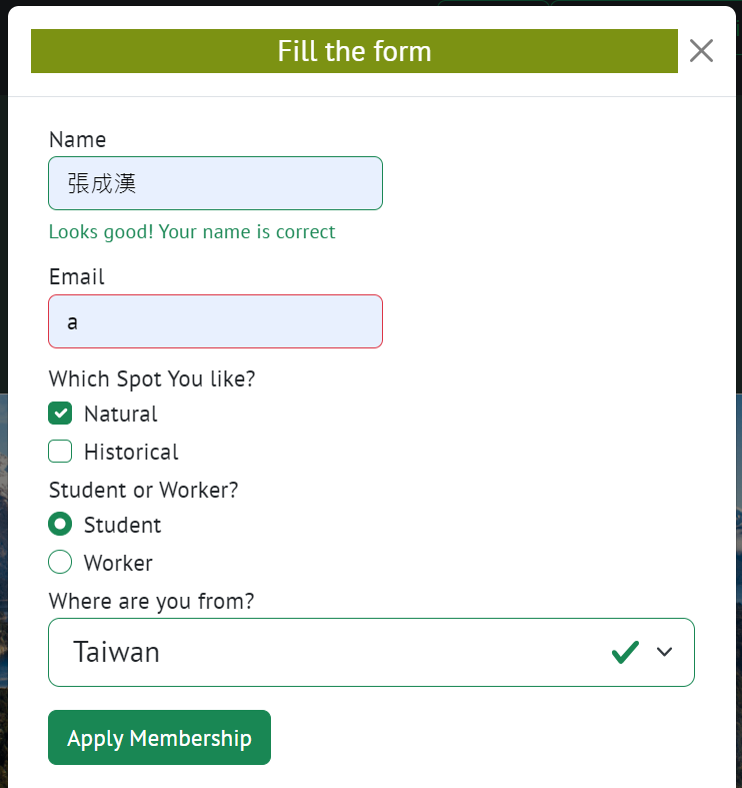 Fill the form
Name
張成漢
Looks good! Your name is correct
Email
a
Which Spot You like?
Natural
Historical
Student or Worker?
Student
Worker
Where are you from?
Taiwan
Apply Membership